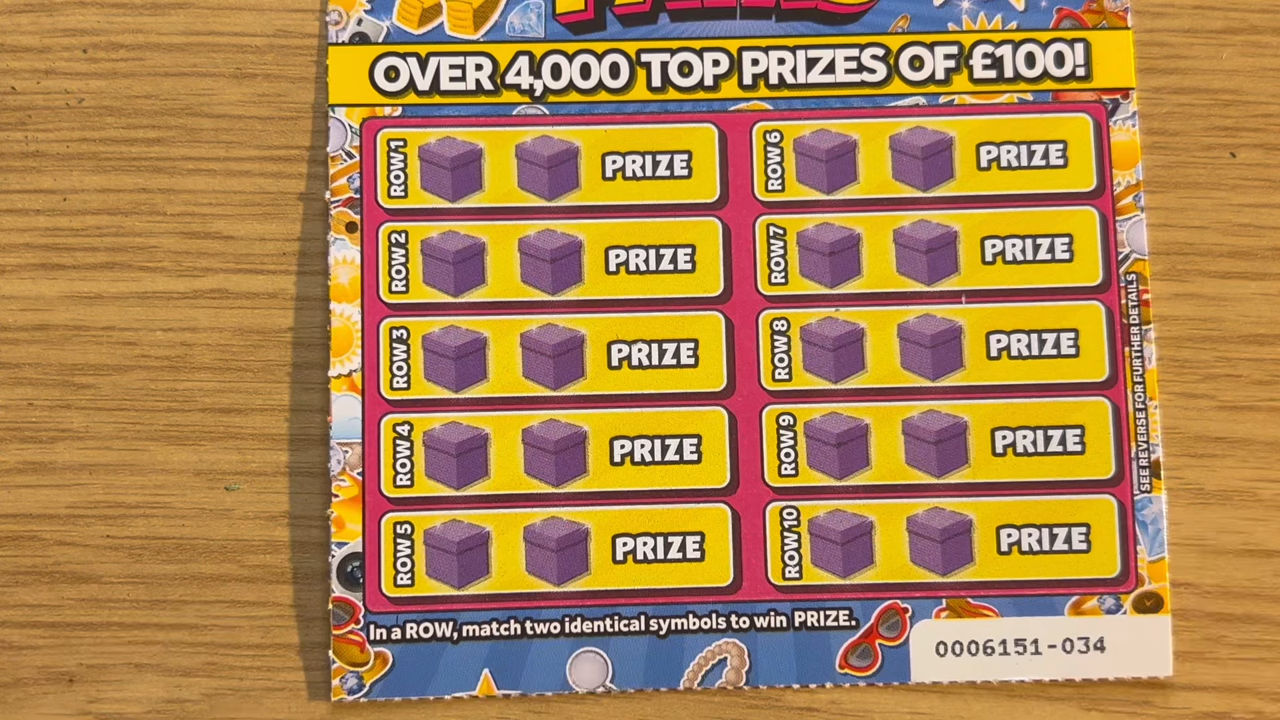 OVER 4,000 TOP PRIZES OF £100!
ROW 1 PRIZE
ROW 6 PRIZE
ROW 2 PRIZE
ROW 7 PRIZE
ROW 3 PRIZE
ROW 8 PRIZE
ROW 4 PRIZE
ROW 9 PRIZE
ROW 5 PRIZE
ROW 10 PRIZE
SEE REVERSE FOR FURTHER DETAILS
In a ROW, match two identical symbols to win PRIZE.
0006151-034